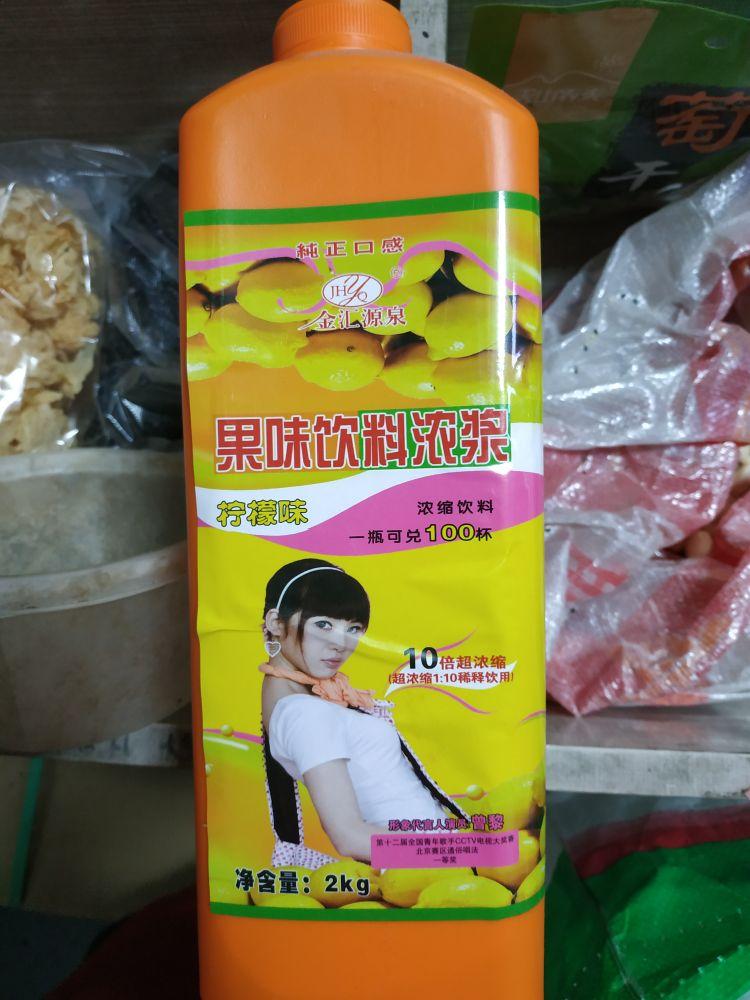 純正口感
JHYQ
®
金汇源泉
果味饮料浓浆
柠檬味
浓缩饮料
一瓶可兑100杯
10倍超浓缩
(超浓缩1:10稀释饮用)
形象代言人演员:曾黎
第十二届全国青年歌手CCTV电视大奖赛
北京赛区通俗唱法
一等奖
净含量:2kg
萄
干